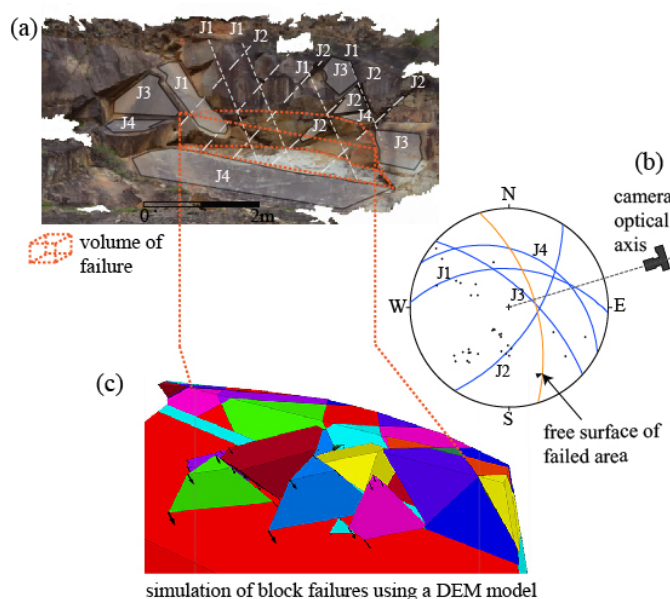 (a)
J1 J1 J2 J1
J3 J2
J1
J1 J2
J3
J2
J4
J2
J4
J3
J4
0 2m
volume of
failure
(b)
camera
optical
axis
N
J4
J1
J3
W E
J2
S
free surface of
failed area
(c)
simulation of block failures using a DEM model